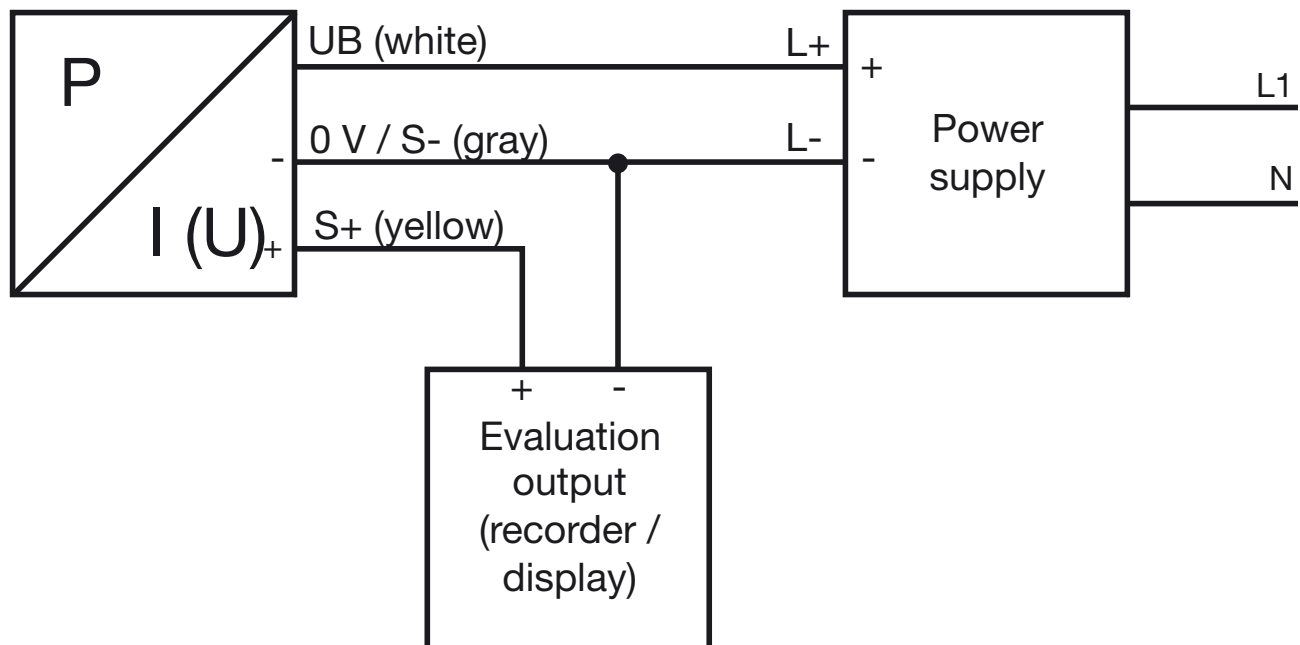 P
UB (white)
L+
+
L1
Power
supply
0 V / S- (gray)
L-
-
-
N
I (U)
+
S+ (yellow)
+
-
Evaluation
output
(recorder /
display)